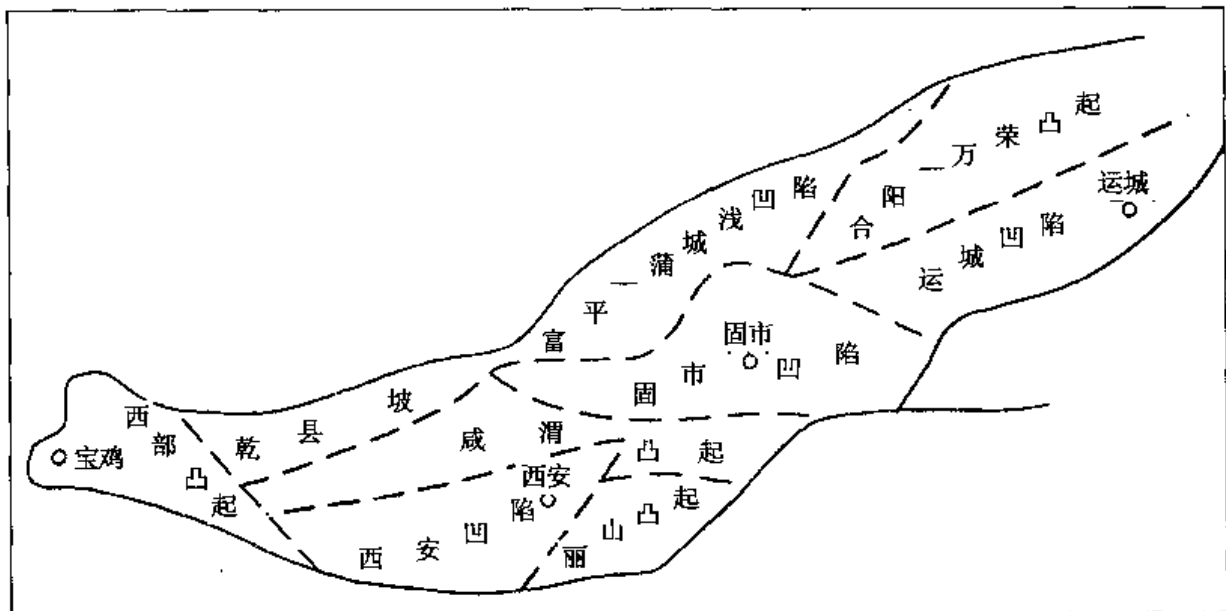 合阳—万荣凸起
运城
运城凹陷
富平—蒲城浅凹陷
固市
固市凹陷
乾县坡
咸渭凸起
西部凸起
宝鸡
西安
西安凹陷
丽山凸起